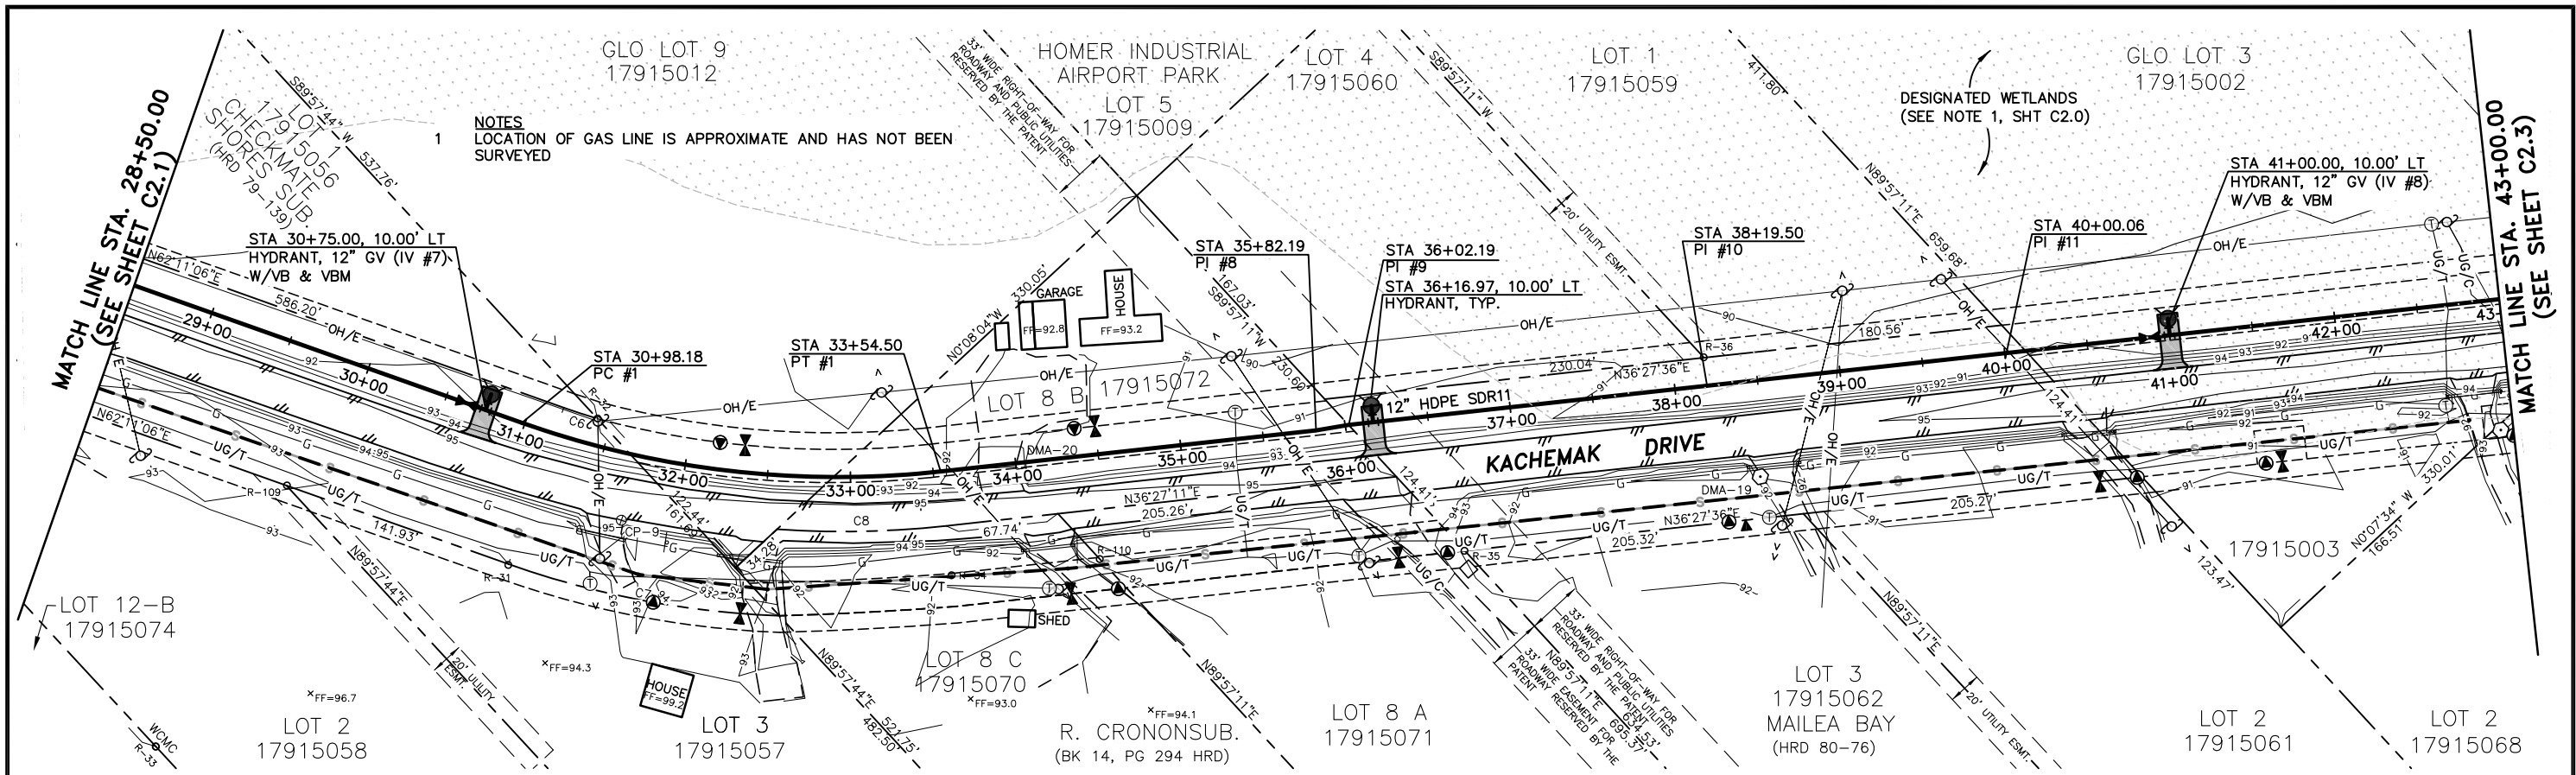 GLO LOT 9
17915012
HOMER INDUSTRIAL
AIRPORT PARK
LOT 5
17915009
LOT 4
17915060
LOT 1
17915059
GLO LOT 3
17915002
33' WIDE RIGHT-OF-WAY FOR
ROADWAY AND PUBLIC UTILITIES
RESERVED BY THE PATENT
S89°57'11" W
411.80'
S89°57'44" W
537.76'
LOT 1
17915056
CHECKMATE
SHORES SUB.
(HRD 79-139)
NOTES
1 LOCATION OF GAS LINE IS APPROXIMATE AND HAS NOT BEEN
SURVEYED
DESIGNATED WETLANDS
(SEE NOTE 1, SHT C2.0)
MATCH LINE STA. 28+50.00
(SEE SHEET C2.1)
MATCH LINE STA. 43+00.00
(SEE SHEET C2.3)
STA 30+75.00, 10.00' LT
HYDRANT, 12" GV (IV #7)
W/VB & VBM
STA 30+98.18
PC #1
STA 33+54.50
PT #1
STA 35+82.19
PI #8
STA 36+02.19
PI #9
STA 36+16.97, 10.00' LT
HYDRANT, TYP.
STA 38+19.50
PI #10
STA 40+00.06
PI #11
STA 41+00.00, 10.00' LT
HYDRANT, 12" GV (IV #8)
W/VB & VBM
20' UTILITY ESMT.
N89°57'11"E
659.68'
N62°11'06"E
586.20'
OH/E
N0°08'04"W
330.05'
167.03'
S89°57'11"W
230.60'
GARAGE
FF=92.8
HOUSE
FF=93.2
LOT 8 B
17915072
12" HDPE SDR11
230.04'
N36°27'36"E
R-36
180.56'
29+00
30+00
31+00
32+00
33+00
34+00
35+00
36+00
37+00
38+00
39+00
40+00
41+00
42+00
43
KACHEMAK DRIVE
R-32
C6
DMA-20
DMA-19
C8
N36°27'11"E
205.26'
67.74'
124.41'
124.41'
N62°11'06"E
UG/T
141.93'
R-109
R-31
CP-9
122.44'
34.28'
R-110
R-35
UG/C
N36°27'36"E
205.32'
205.27'
N89°57'44"E
20' UTILITY
ESMT.
SHED
LOT 12-B
17915074
WCMC
R-33
FF=96.7
LOT 2
17915058
FF=94.3
HOUSE
FF=99.2
LOT 3
17915057
N89°57'44"E
521.75'
482.50'
LOT 8 C
17915070
FF=93.0
R. CRONONSUB.
(BK 14, PG 294 HRD)
FF=94.1
N89°57'11"E
LOT 8 A
17915071
33' WIDE RIGHT-OF-WAY FOR
ROADWAY AND PUBLIC UTILITIES
RESERVED BY THE PATENT
N89°57'11"E
695.37'
33' WIDE EASEMENT FOR
ROADWAY RESERVED BY THE
PATENT
LOT 3
17915062
MAILEA BAY
(HRD 80-76)
N89°57'11"E
20' UTILITY ESMT.
17915003
N0°07'34" W
166.51'
330.01'
123.47'
LOT 2
17915061
LOT 2
17915068